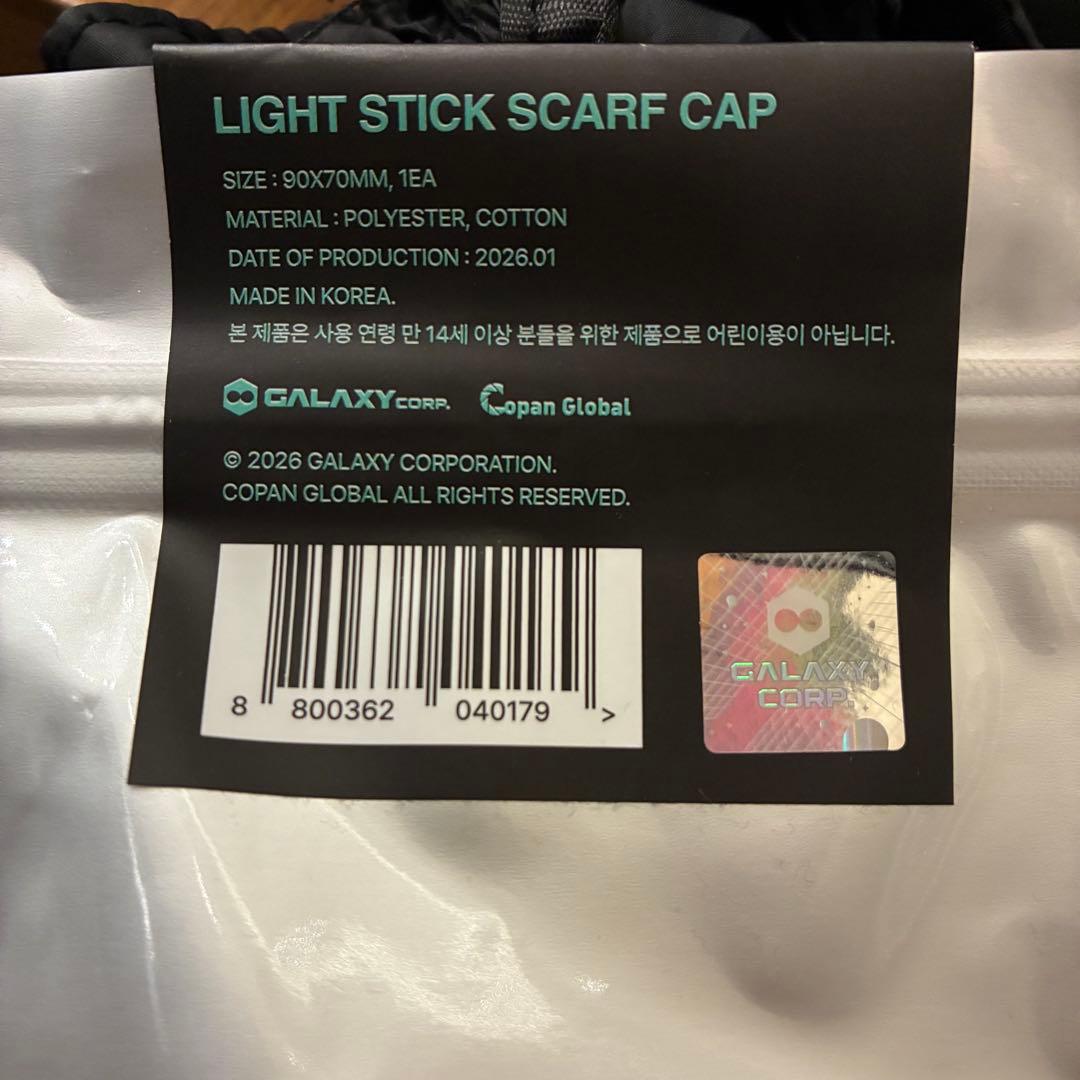 LIGHT STICK SCARF CAP
SIZE : 90X70MM, 1EA
MATERIAL : POLYESTER, COTTON
DATE OF PRODUCTION : 2026.01
MADE IN KOREA.
본 제품은 사용 연령 만 14세 이상 분들을 위한 제품으로 어린이용이 아닙니다.
GALAXY CORP. Copan Global
© 2026 GALAXY CORPORATION.
COPAN GLOBAL ALL RIGHTS RESERVED.
8 800362 040179 >
GALAXY
CORP.